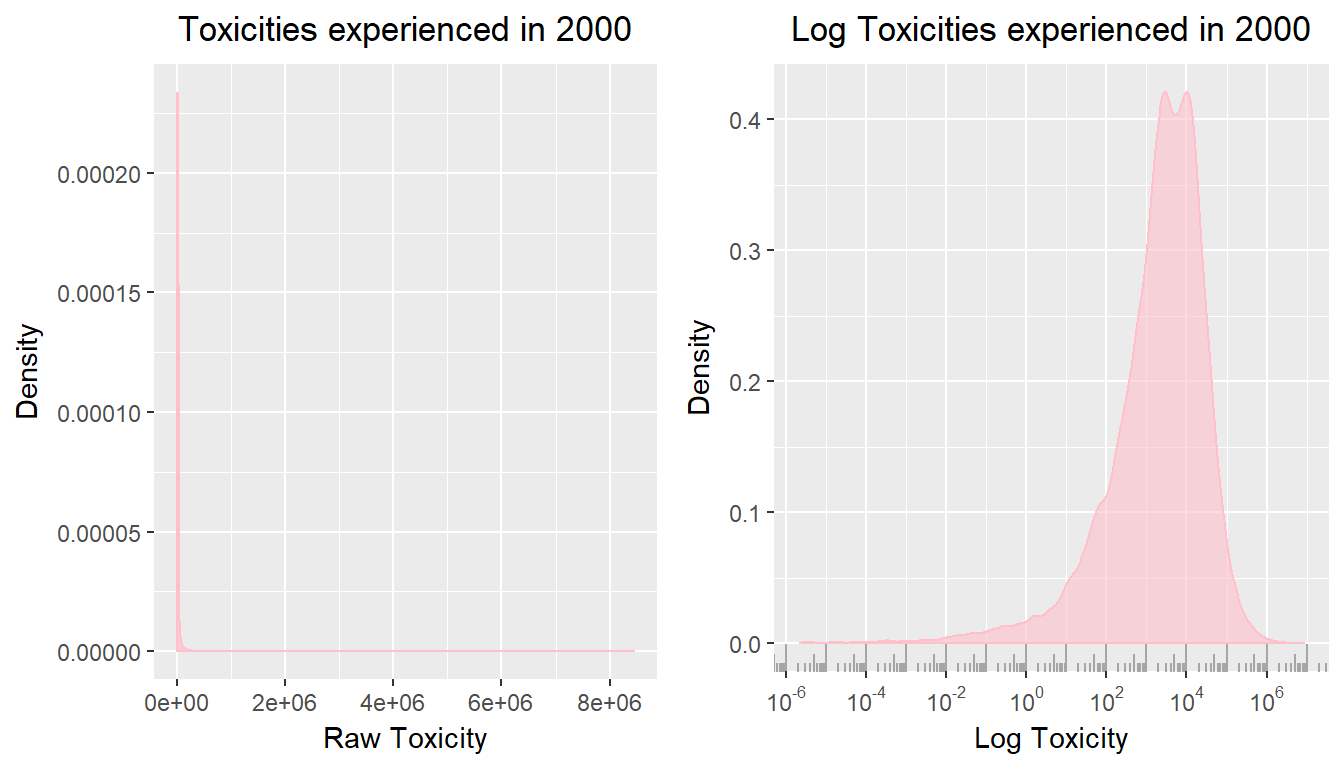 Toxicities experienced in 2000
Density
0.00020
0.00015
0.00010
0.00005
0.00000
0e+00 2e+06 4e+06 6e+06 8e+06
Raw Toxicity
Log Toxicities experienced in 2000
Density
0.4
0.3
0.2
0.1
0.0
10^-6 10^-4 10^-2 10^0 10^2 10^4 10^6
Log Toxicity